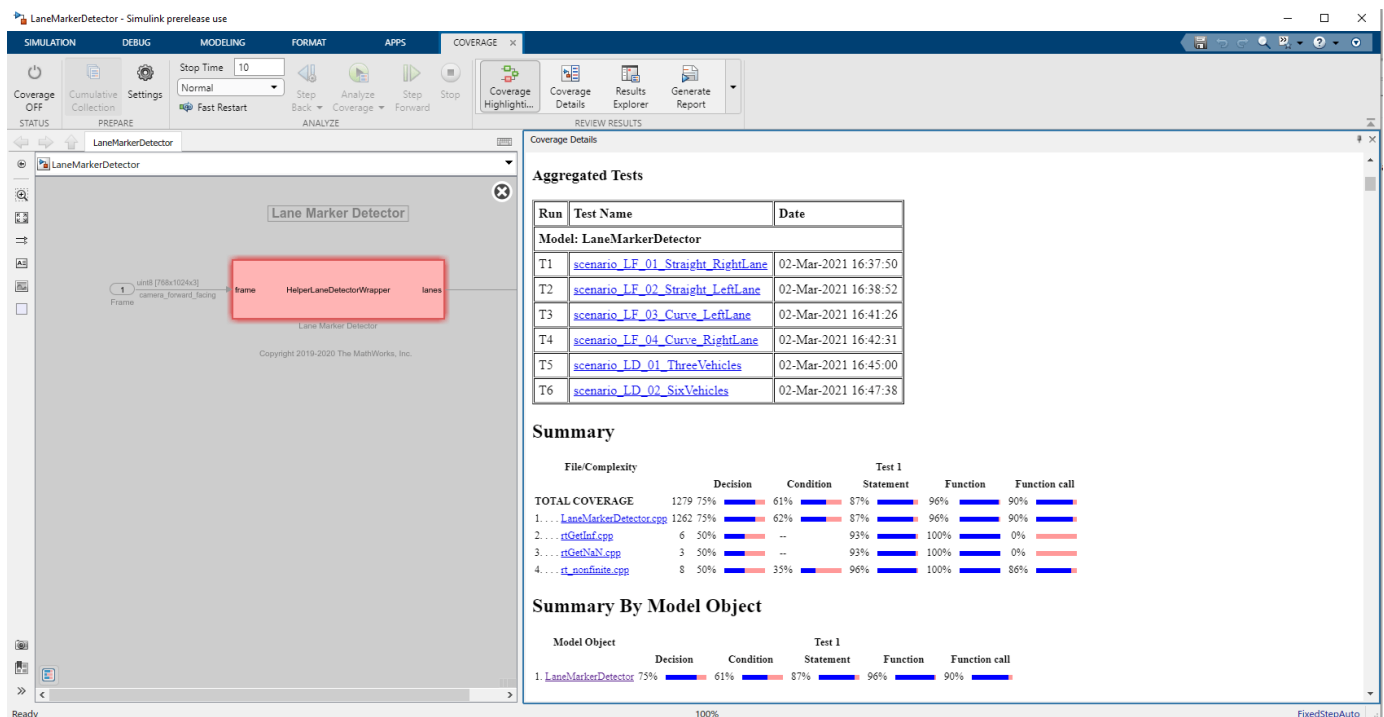 LaneMarkerDetector - Simulink prerelease use
SIMULATION DEBUG MODELING FORMAT APPS COVERAGE ×
Stop Time 10
Normal
Fast Restart
Coverage OFF
Cumulative Collection
Settings
Step Back
Analyze Coverage
Step Forward
Stop
Coverage Highlighti...
Coverage Details
Results Explorer
Generate Report
STATUS PREPARE ANALYZE REVIEW RESULTS
LaneMarkerDetector
LaneMarkerDetector
Lane Marker Detector
uint8 [768x1024x3]
1
camera_forward_facing
Frame
frame HelperLaneDetectorWrapper lanes
Lane Marker Detector
Copyright 2019-2020 The MathWorks, Inc.
Coverage Details
Aggregated Tests
Run Test Name Date
Model: LaneMarkerDetector
T1 scenario_LF_01_Straight_RightLane 02-Mar-2021 16:37:50
T2 scenario_LF_02_Straight_LeftLane 02-Mar-2021 16:38:52
T3 scenario_LF_03_Curve_LeftLane 02-Mar-2021 16:41:26
T4 scenario_LF_04_Curve_RightLane 02-Mar-2021 16:42:31
T5 scenario_LD_01_ThreeVehicles 02-Mar-2021 16:45:00
T6 scenario_LD_02_SixVehicles 02-Mar-2021 16:47:38
Summary
File/Complexity Test 1
Decision Condition Statement Function Function call
TOTAL COVERAGE 1279 75% 61% 87% 96% 90%
1. . . . LaneMarkerDetector.cpp 1262 75% 62% 87% 96% 90%
2. . . . rtGetInf.cpp 6 50% -- 93% 100% 0%
3. . . . rtGetNaN.cpp 3 50% -- 93% 100% 0%
4. . . . rt_nonfinite.cpp 8 50% 35% 96% 100% 86%
Summary By Model Object
Model Object Test 1
Decision Condition Statement Function Function call
1. LaneMarkerDetector 75% 61% 87% 96% 90%
Ready 100% FixedStepAuto